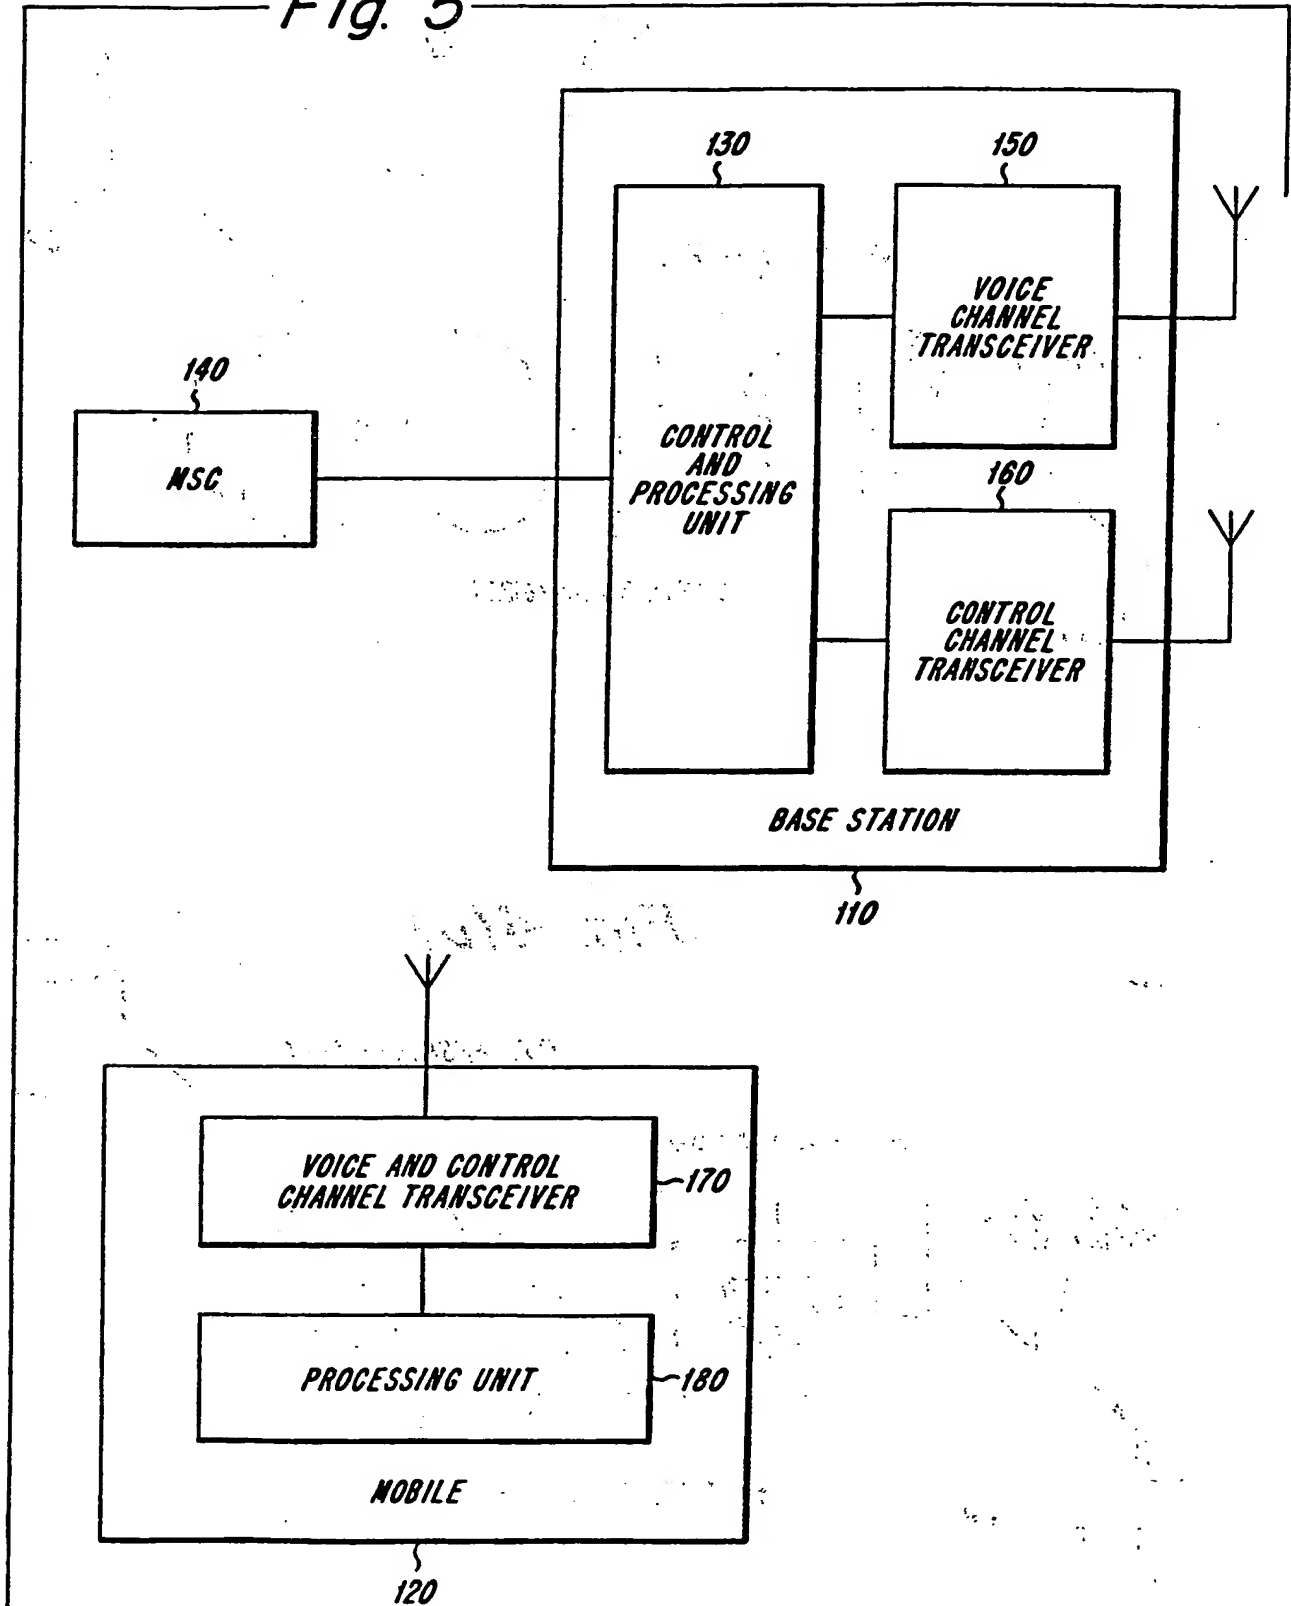 Fig. 5
130
150
VOICE
CHANNEL
TRANSCEIVER
140
MSC
CONTROL
AND
PROCESSING
UNIT
160
CONTROL
CHANNEL
TRANSCEIVER
BASE STATION
110
VOICE AND CONTROL
CHANNEL TRANSCEIVER
170
PROCESSING UNIT
180
MOBILE
120